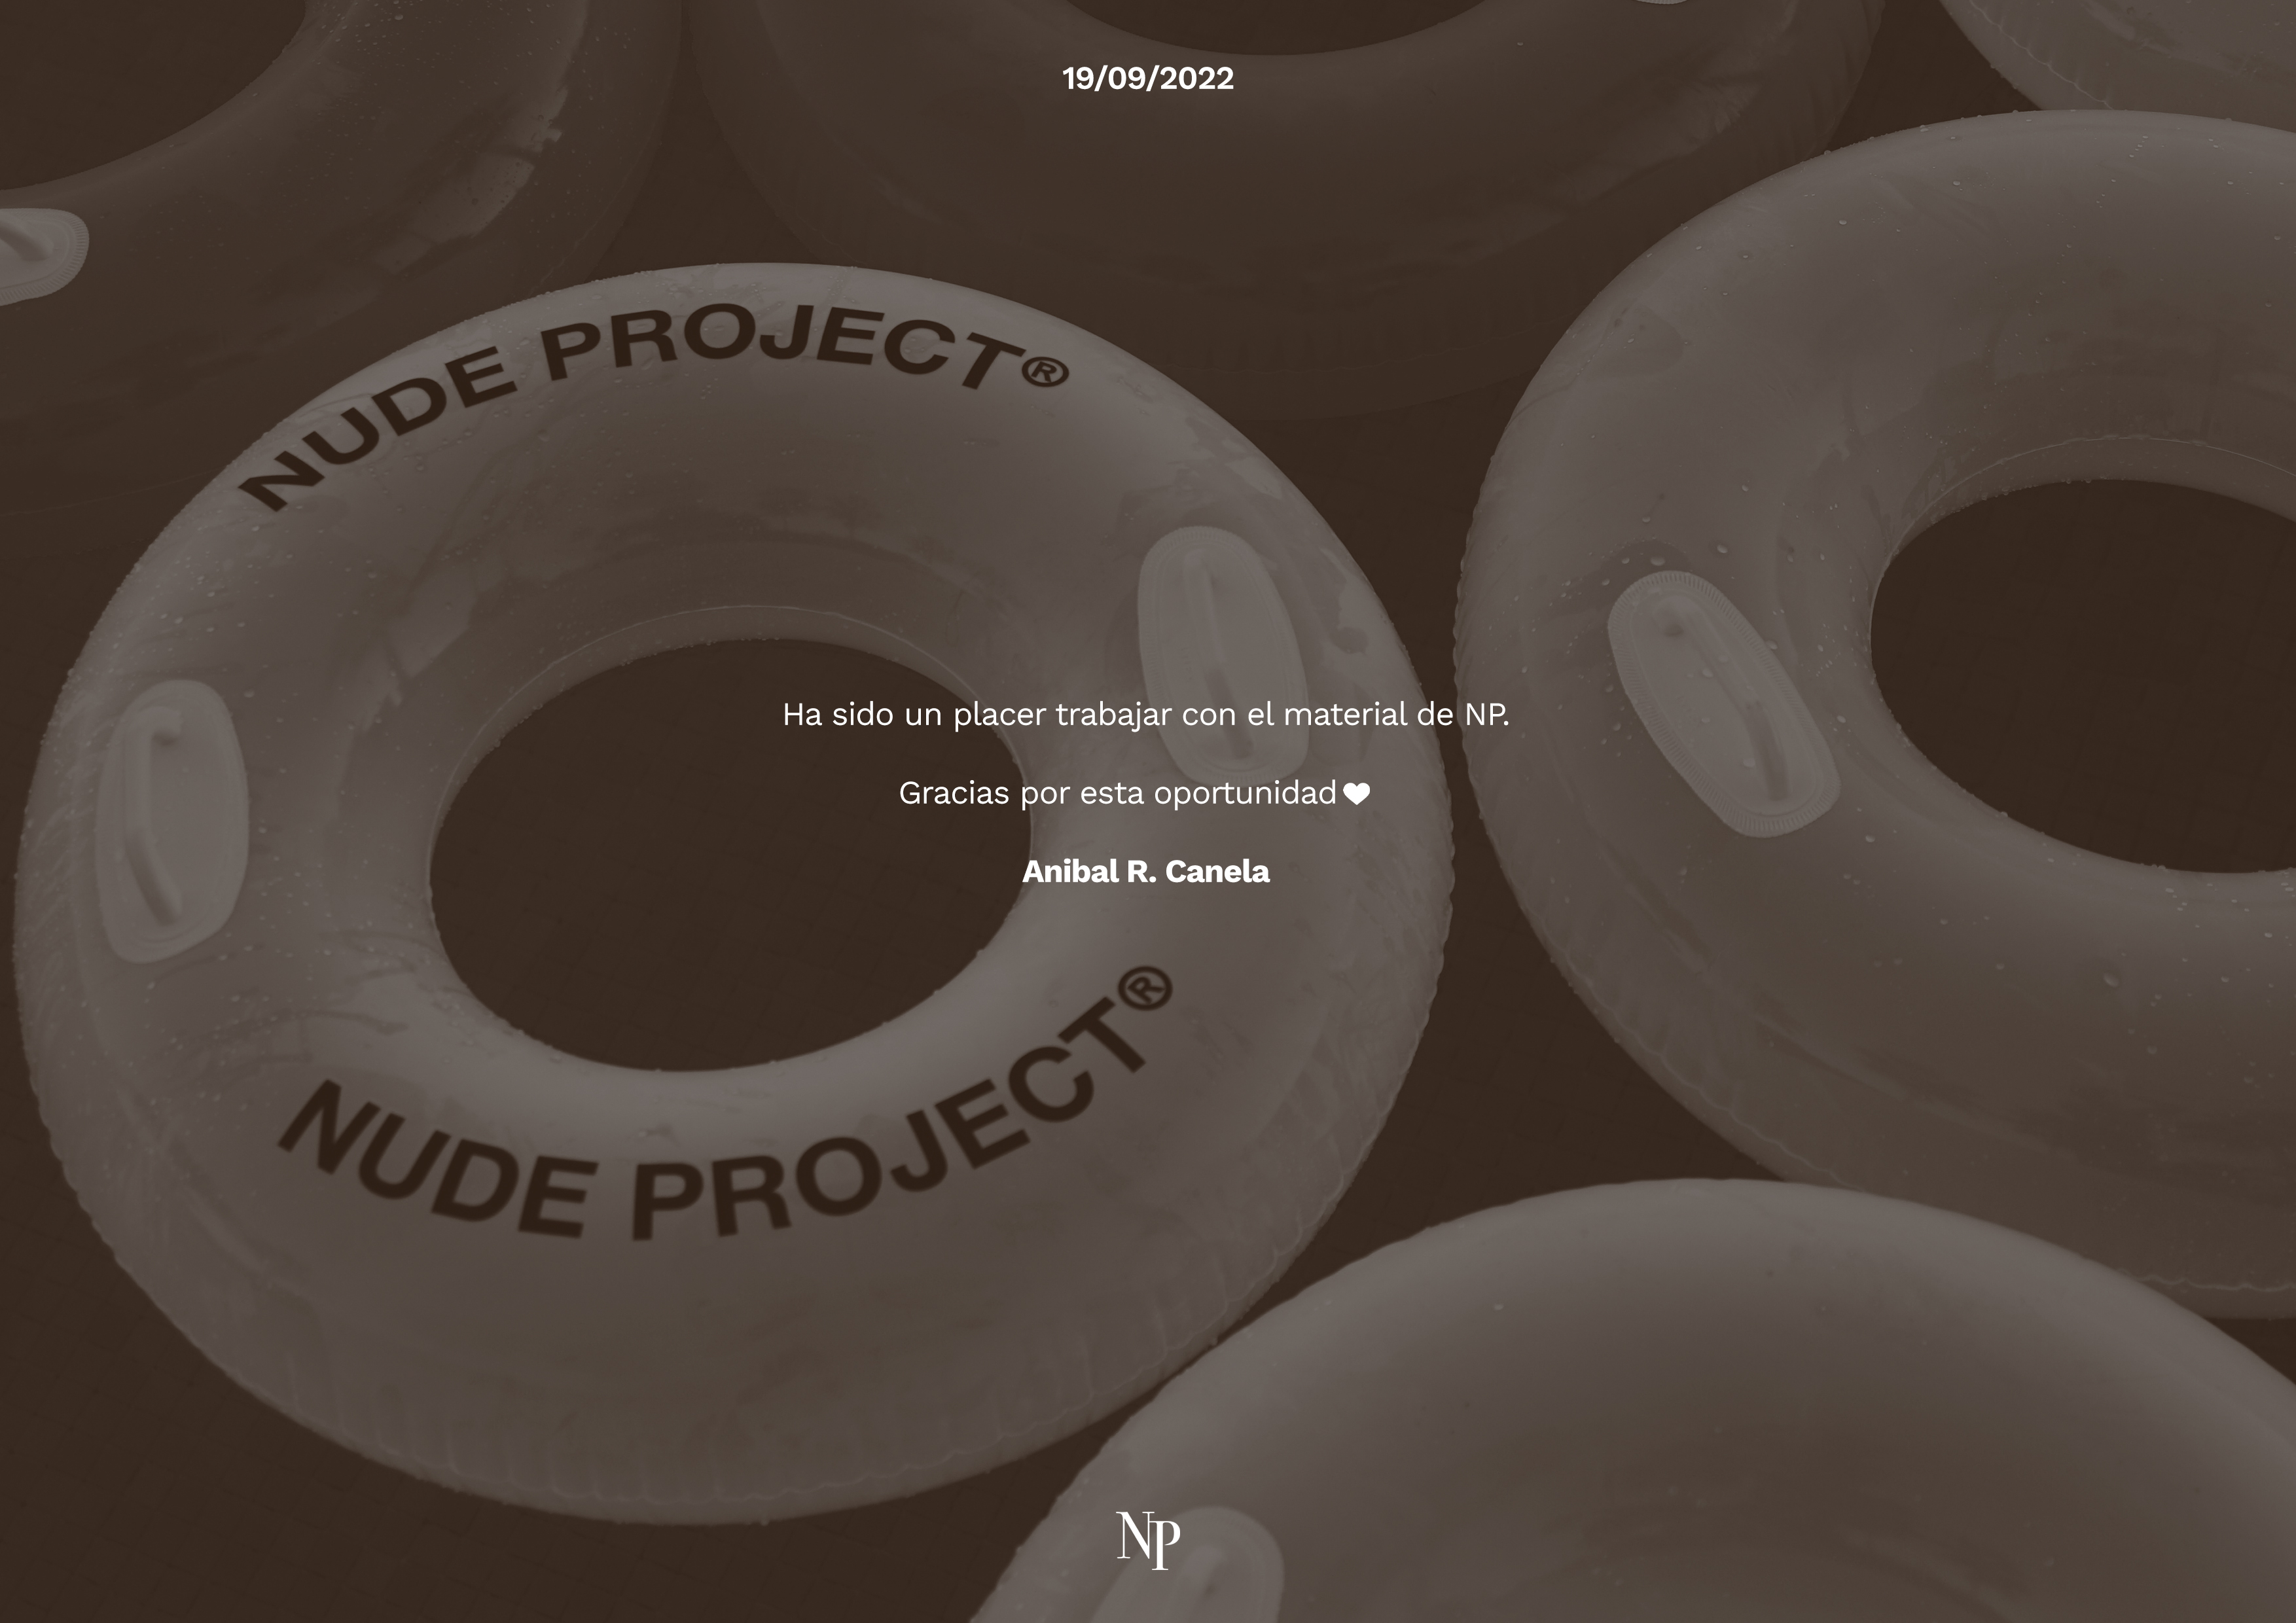 19/09/2022
NUDE PROJECT®
Ha sido un placer trabajar con el material de NP.
Gracias por esta oportunidad♥
Anibal R. Canela
NUDE PROJECT®
NP